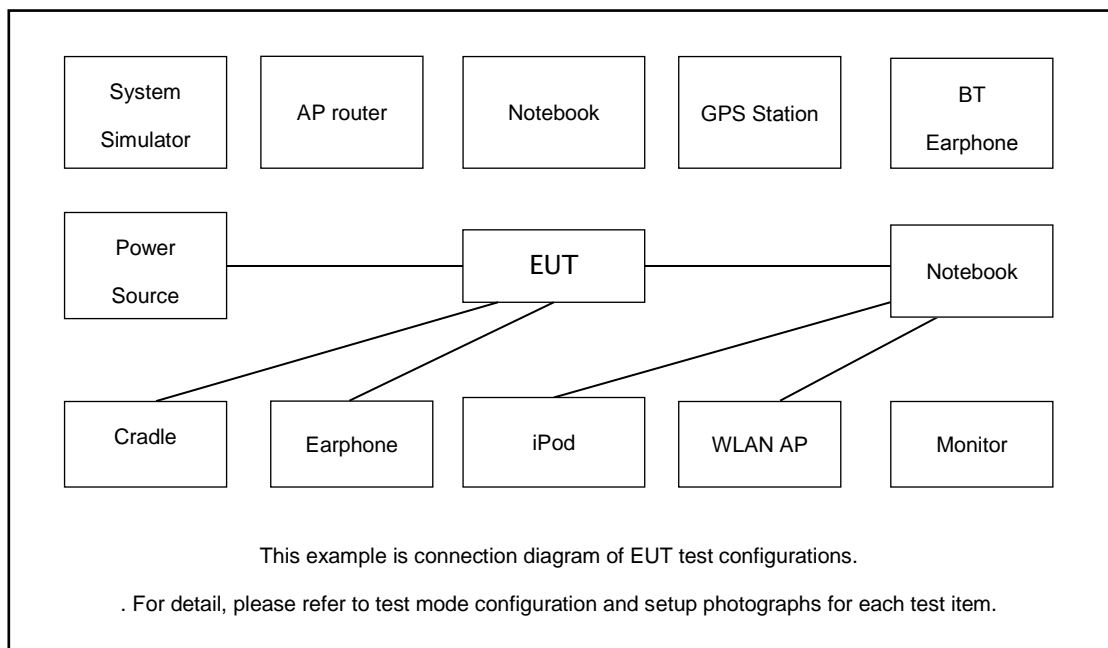 System
Simulator
AP router
Notebook
GPS Station
BT
Earphone
Power
Source
EUT
Notebook
Cradle
Earphone
iPod
WLAN AP
Monitor
This example is connection diagram of EUT test configurations.
. For detail, please refer to test mode configuration and setup photographs for each test item.